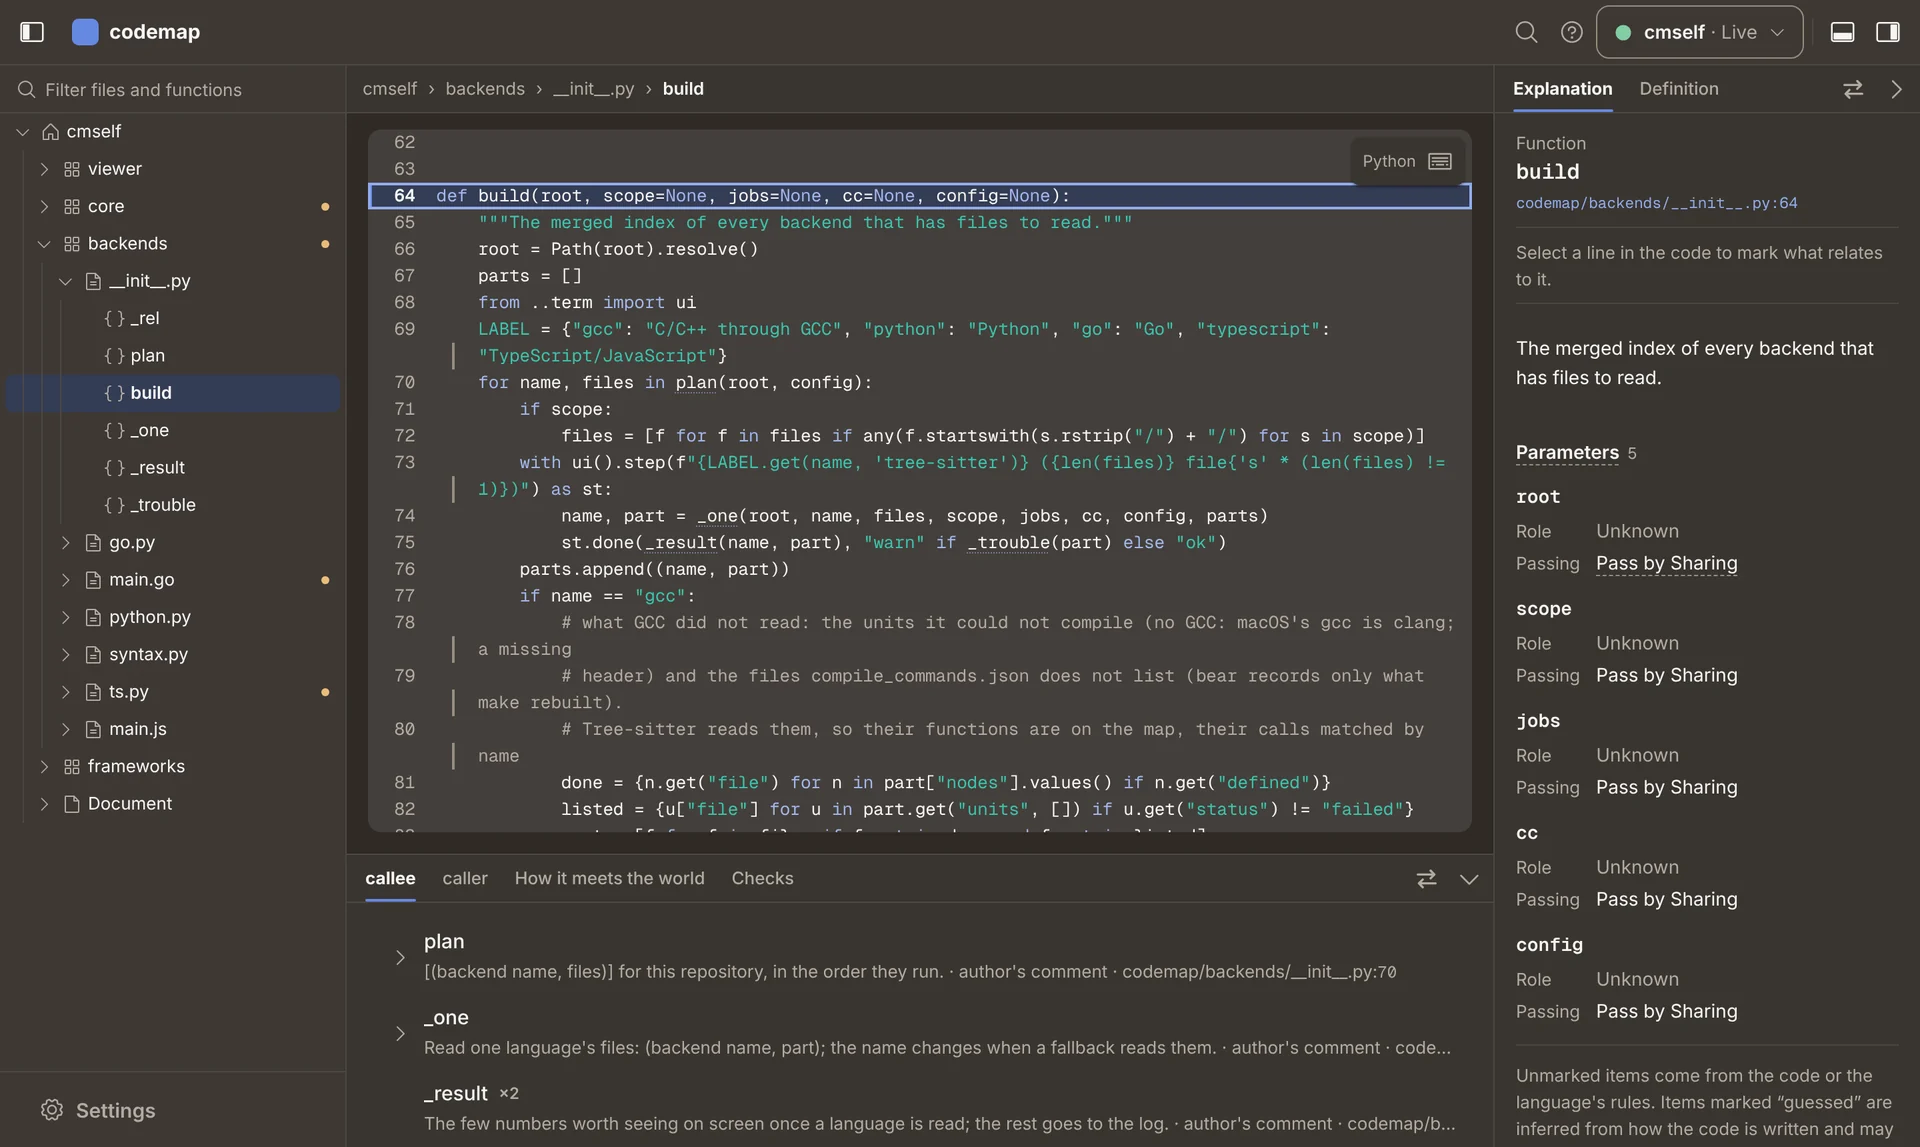 codemap
cmself · Live
Filter files and functions
cmself
viewer
core
backends
__init__.py
{ } _rel
{ } plan
{ } build
{ } _one
{ } _result
{ } _trouble
go.py
main.go
python.py
syntax.py
ts.py
main.js
frameworks
Document
Settings
cmself › backends › __init__.py › build
Python
62
63
64 def build(root, scope=None, jobs=None, cc=None, config=None):
65 """The merged index of every backend that has files to read."""
66 root = Path(root).resolve()
67 parts = []
68 from ..term import ui
69 LABEL = {"gcc": "C/C++ through GCC", "python": "Python", "go": "Go", "typescript":
"TypeScript/JavaScript"}
70 for name, files in plan(root, config):
71 if scope:
72 files = [f for f in files if any(f.startswith(s.rstrip("/") + "/") for s in scope)]
73 with ui().step(f"{LABEL.get(name, 'tree-sitter')} ({len(files)} file{'s' * (len(files) !=
1)})") as st:
74 name, part = _one(root, name, files, scope, jobs, cc, config, parts)
75 st.done(_result(name, part), "warn" if _trouble(part) else "ok")
76 parts.append((name, part))
77 if name == "gcc":
78 # what GCC did not read: the units it could not compile (no GCC: macOS's gcc is clang;
a missing
79 # header) and the files compile_commands.json does not list (bear records only what
make rebuilt).
80 # Tree-sitter reads them, so their functions are on the map, their calls matched by
name
81 done = {n.get("file") for n in part["nodes"].values() if n.get("defined")}
82 listed = {u["file"] for u in part.get("units", []) if u.get("status") != "failed"}
callee caller How it meets the world Checks
plan
[(backend name, files)] for this repository, in the order they run. · author's comment · codemap/backends/__init__.py:70
_one
Read one language's files: (backend name, part); the name changes when a fallback reads them. · author's comment · code...
_result ×2
The few numbers worth seeing on screen once a language is read; the rest goes to the log. · author's comment · codemap/b...
Explanation Definition
Function
build
codemap/backends/__init__.py:64
Select a line in the code to mark what relates
to it.
The merged index of every backend that
has files to read.
Parameters 5
root
Role Unknown
Passing Pass by Sharing
scope
Role Unknown
Passing Pass by Sharing
jobs
Role Unknown
Passing Pass by Sharing
cc
Role Unknown
Passing Pass by Sharing
config
Role Unknown
Passing Pass by Sharing
Unmarked items come from the code or the
language's rules. Items marked “guessed” are
inferred from how the code is written and may